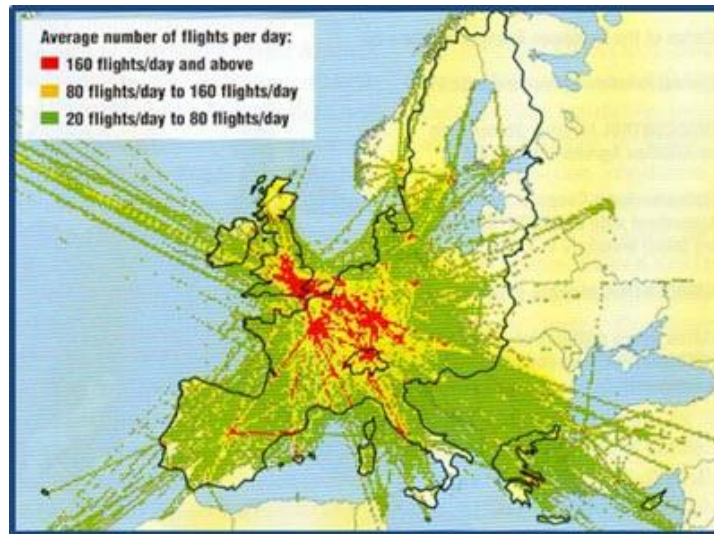 Average number of flights per day:
160 flights/day and above
80 flights/day to 160 flights/day
20 flights/day to 80 flights/day